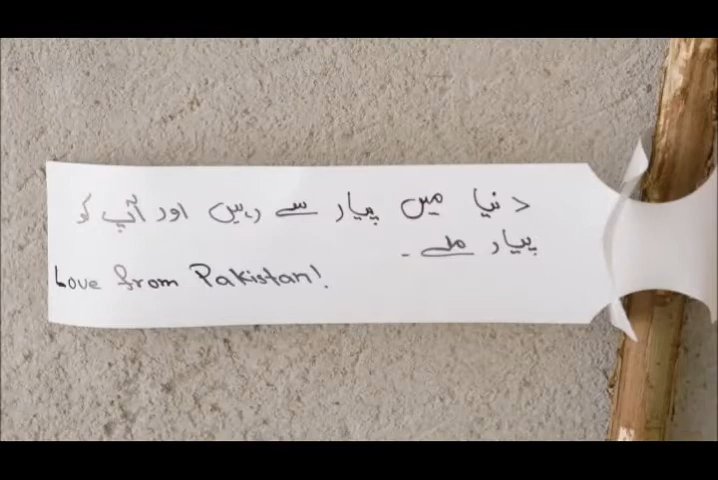 دنیا میں پیار سے رہیں اور آپ کو
پیار ملے۔
Love from Pakistan!